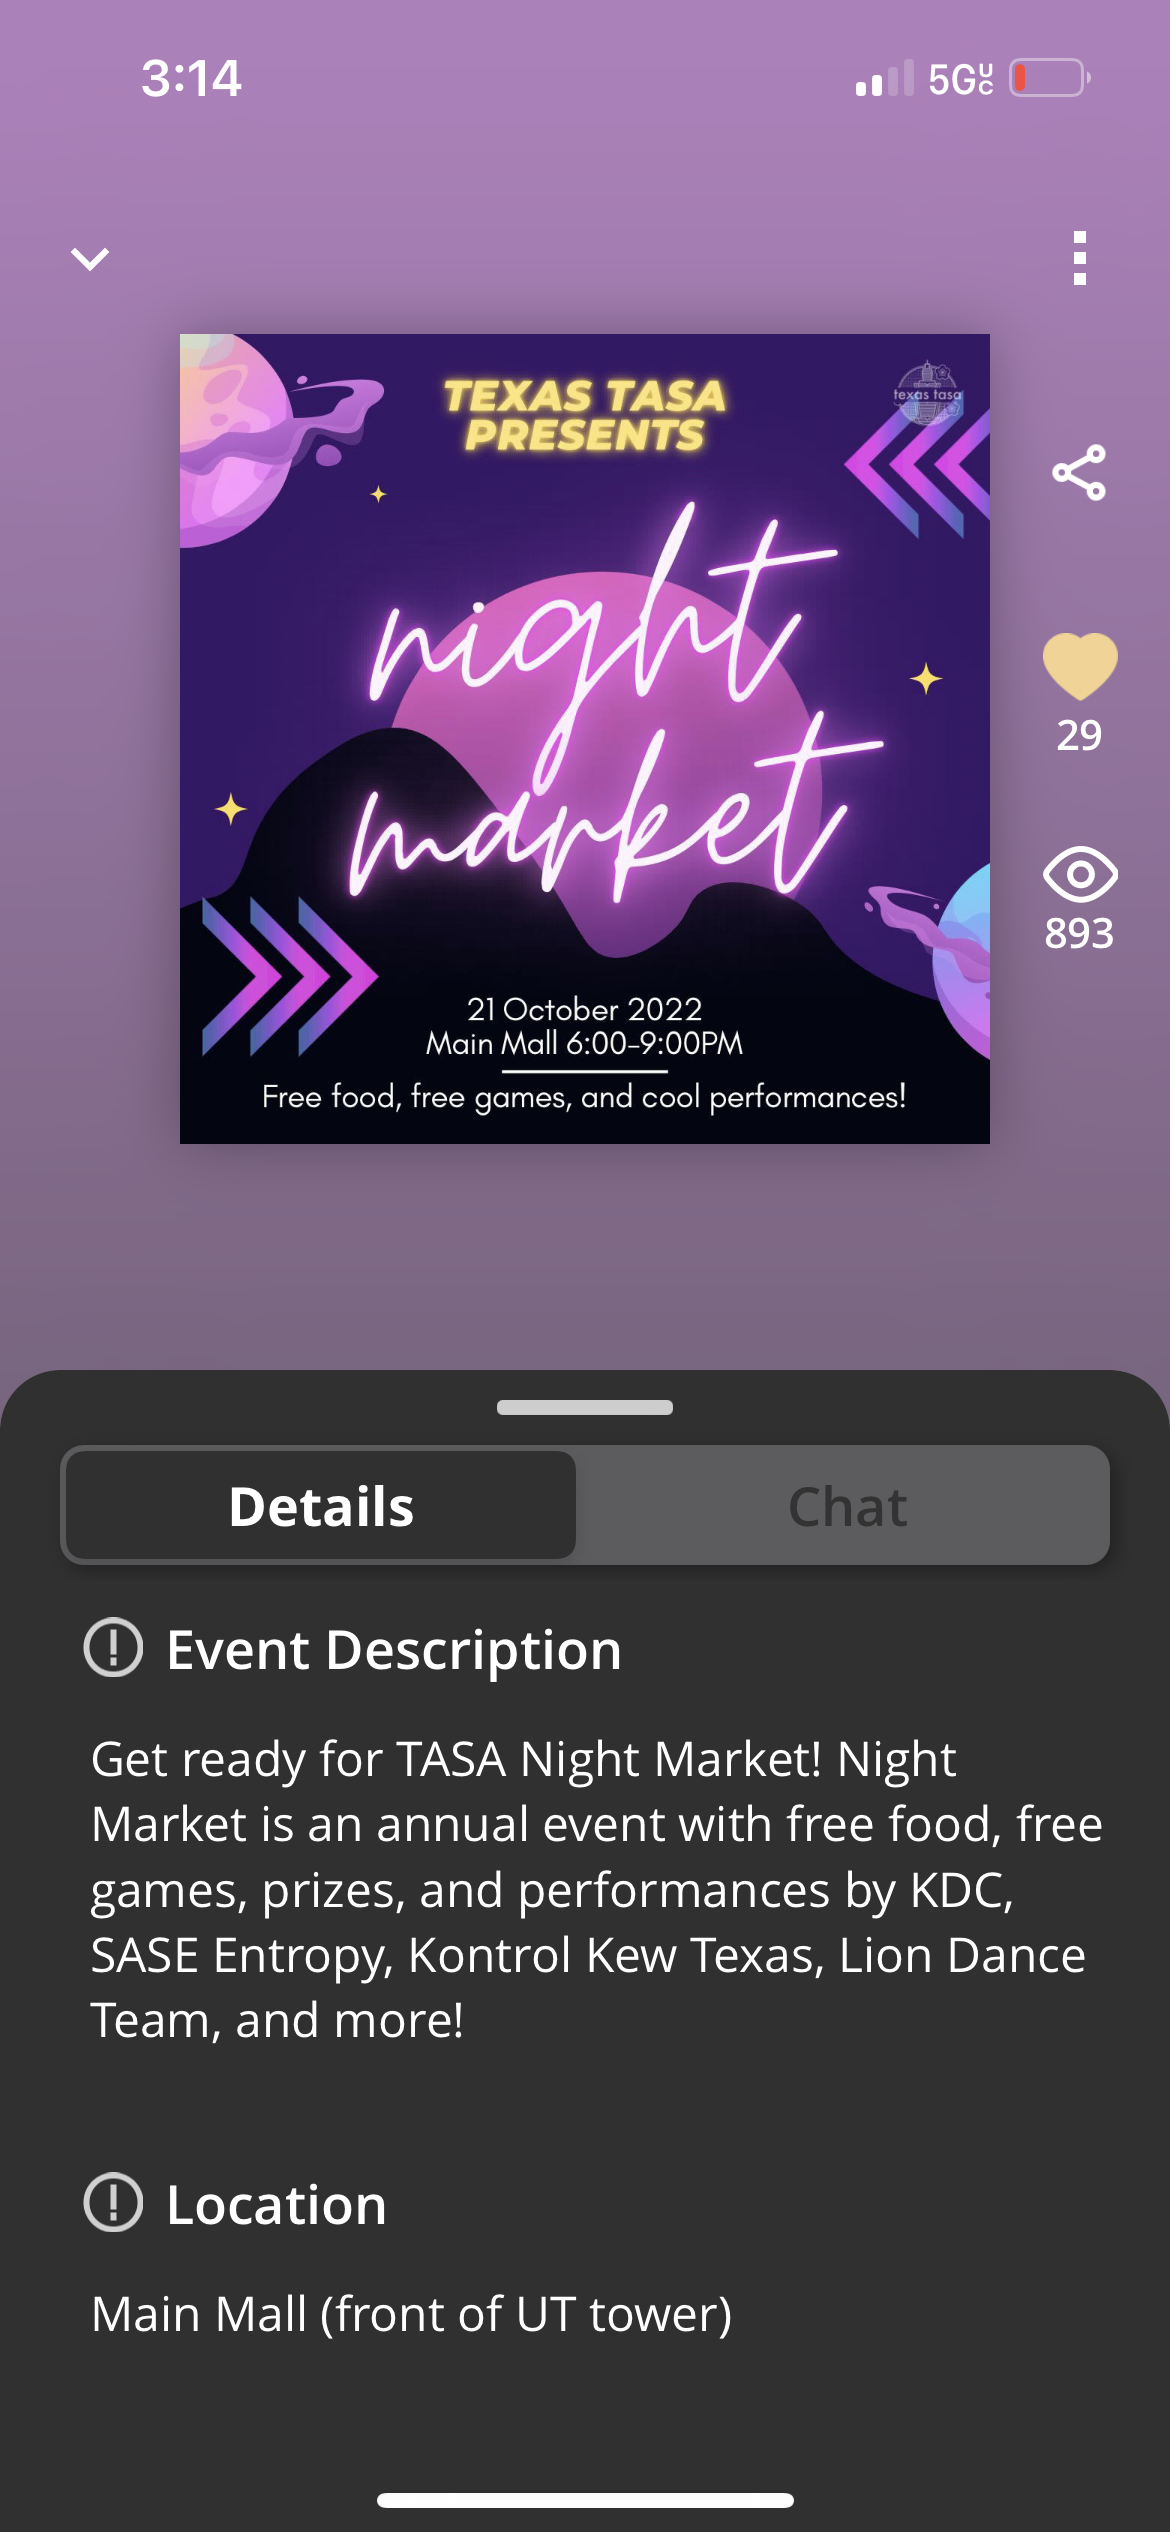 3:14
5G UC
TEXAS TASA
PRESENTS
texas tasa
night
market
21 October 2022
Main Mall 6:00-9:00PM
Free food, free games, and cool performances!
29
893
Details
Chat
Event Description
Get ready for TASA Night Market! Night
Market is an annual event with free food, free
games, prizes, and performances by KDC,
SASE Entropy, Kontrol Kew Texas, Lion Dance
Team, and more!
Location
Main Mall (front of UT tower)